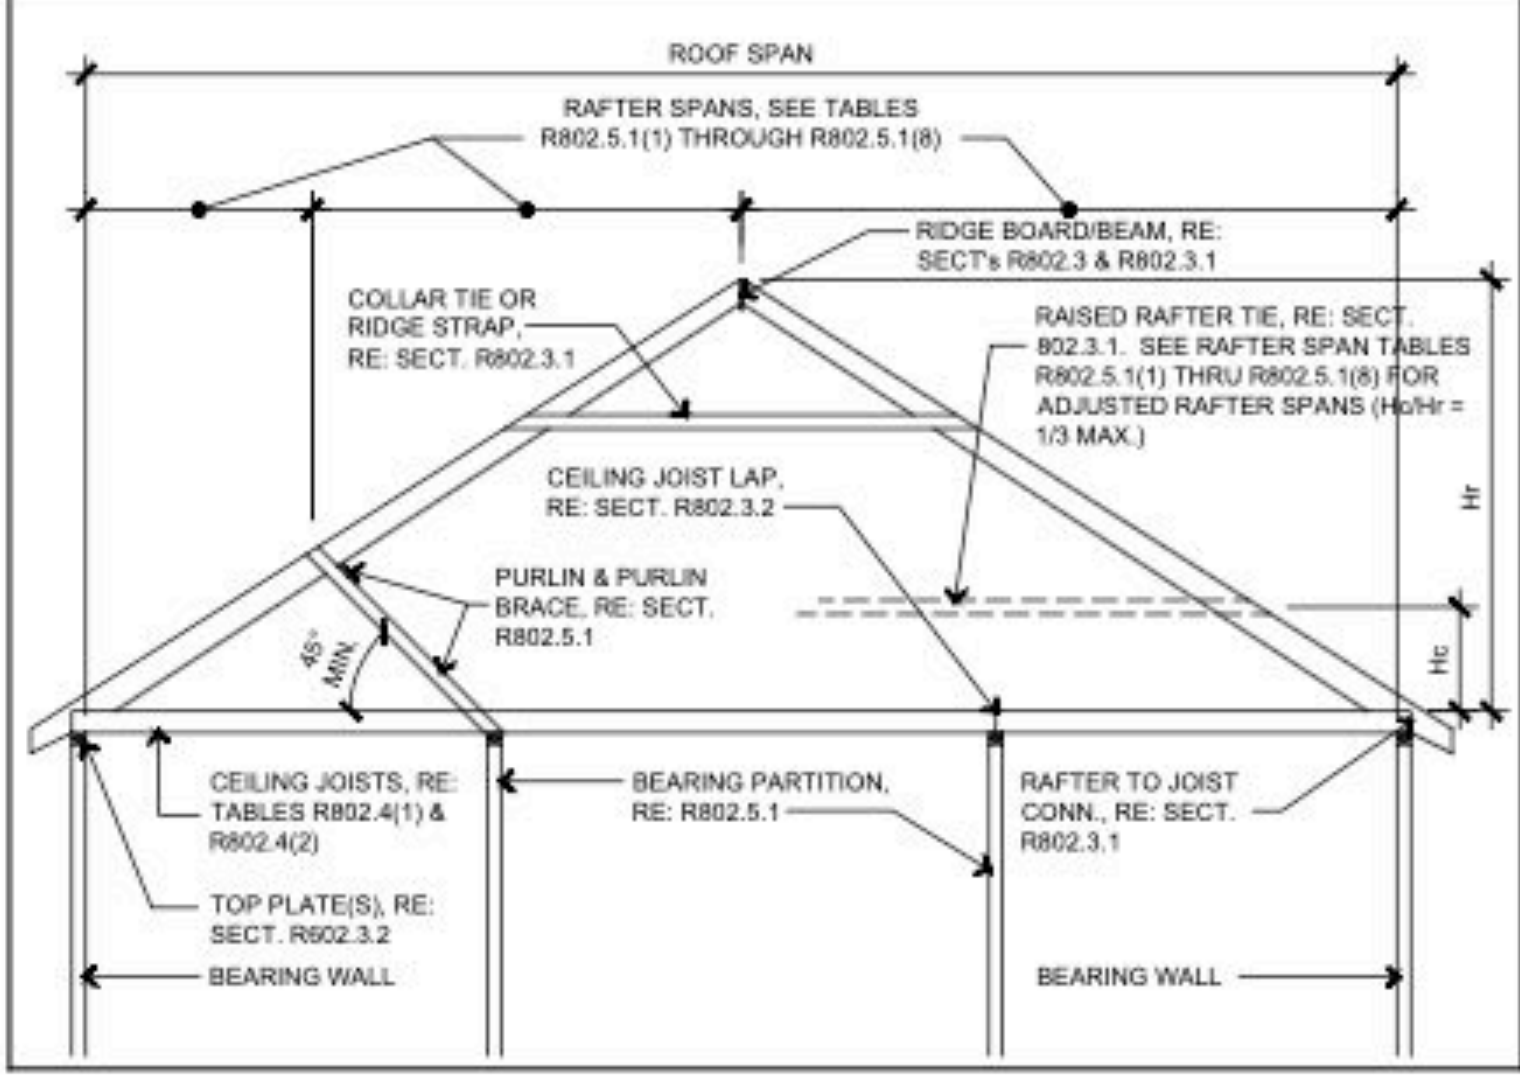 ROOF SPAN
RAFTER SPANS, SEE TABLES
R802.5.1(1) THROUGH R802.5.1(8)
RIDGE BOARD/BEAM, RE:
SECT's R802.3 & R802.3.1
COLLAR TIE OR
RIDGE STRAP,
RE: SECT. R802.3.1
RAISED RAFTER TIE, RE: SECT.
802.3.1. SEE RAFTER SPAN TABLES
R802.5.1(1) THRU R802.5.1(8) FOR
ADJUSTED RAFTER SPANS (Hc/Hr =
1/3 MAX.)
CEILING JOIST LAP,
RE: SECT. R802.3.2
Hr
PURLIN & PURLIN
BRACE, RE: SECT.
R802.5.1
45°
MIN.
Hc
CEILING JOISTS, RE:
TABLES R802.4(1) &
R802.4(2)
BEARING PARTITION,
RE: R802.5.1
RAFTER TO JOIST
CONN., RE: SECT.
R802.3.1
TOP PLATE(S), RE:
SECT. R602.3.2
BEARING WALL
BEARING WALL